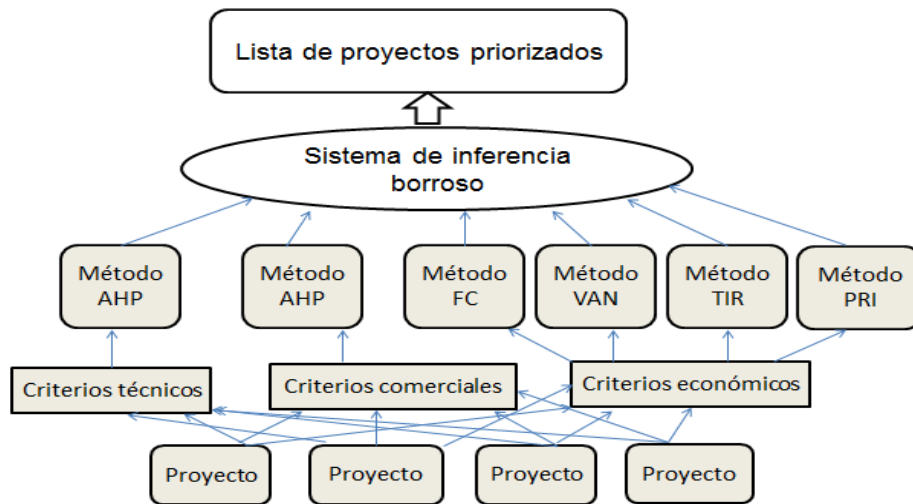 Lista de proyectos priorizados
Sistema de inferencia
borroso
Método
AHP
Método
AHP
Método
FC
Método
VAN
Método
TIR
Método
PRI
Criterios técnicos
Criterios comerciales
Criterios económicos
Proyecto
Proyecto
Proyecto
Proyecto